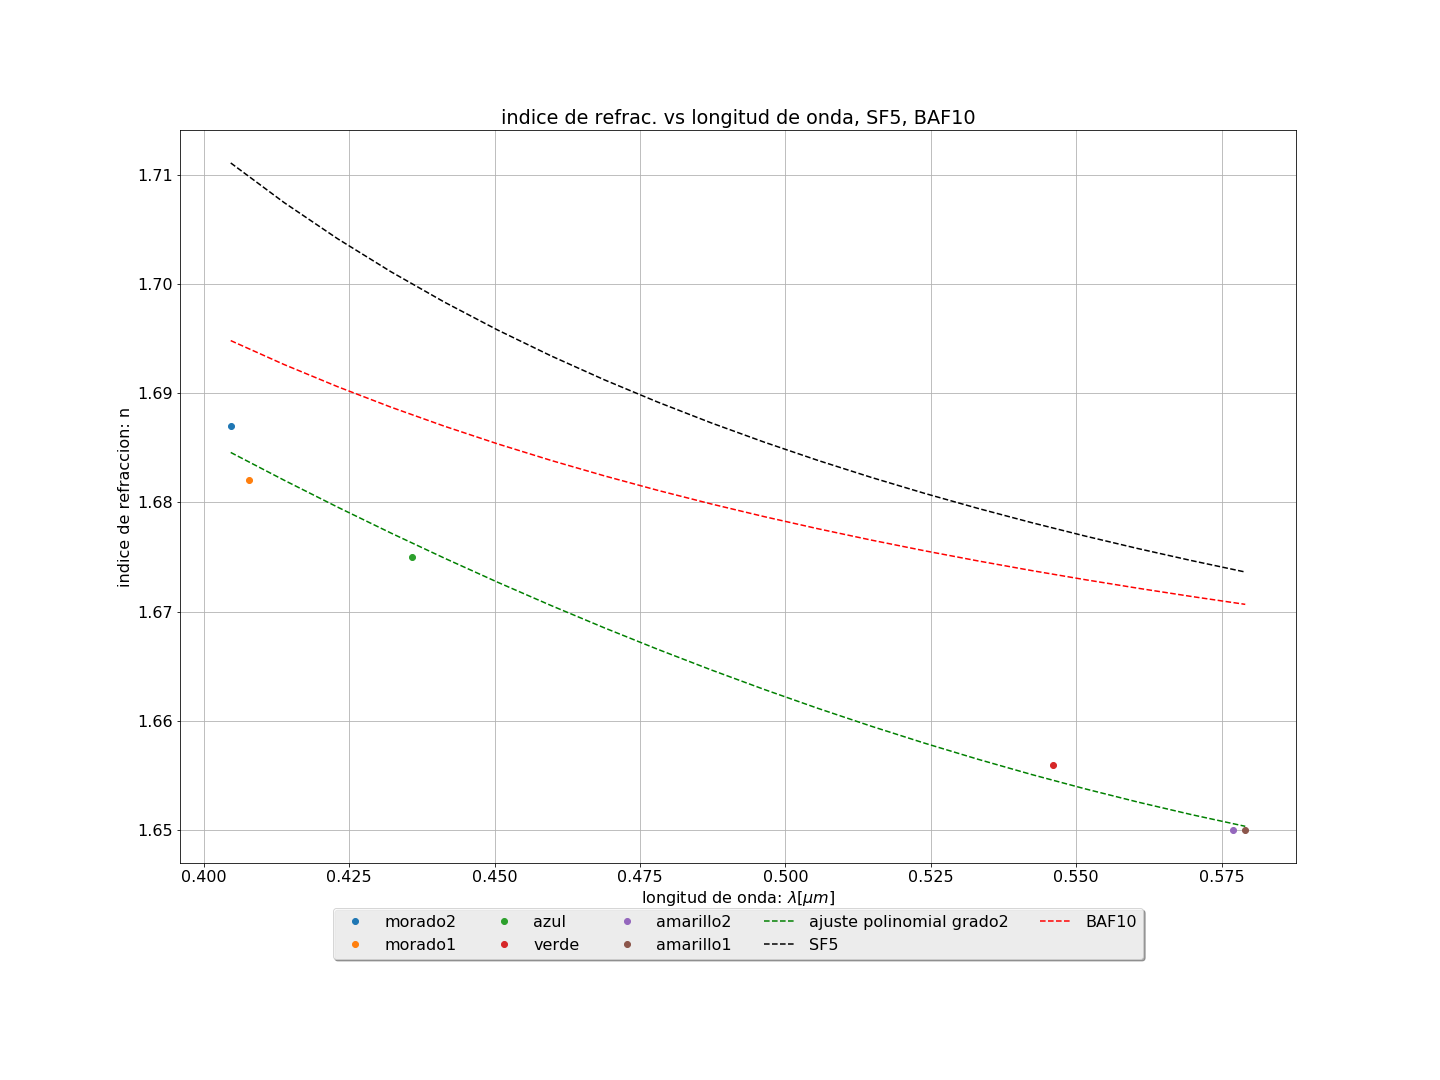 indice de refrac. vs longitud de onda, SF5, BAF10
1.71
1.70
1.69
1.68
1.67
1.66
1.65
indice de refraccion: n
0.400 0.425 0.450 0.475 0.500 0.525 0.550 0.575
longitud de onda: λ[μm]
morado2 azul amarillo2 ajuste polinomial grado2 BAF10
morado1 verde amarillo1 SF5